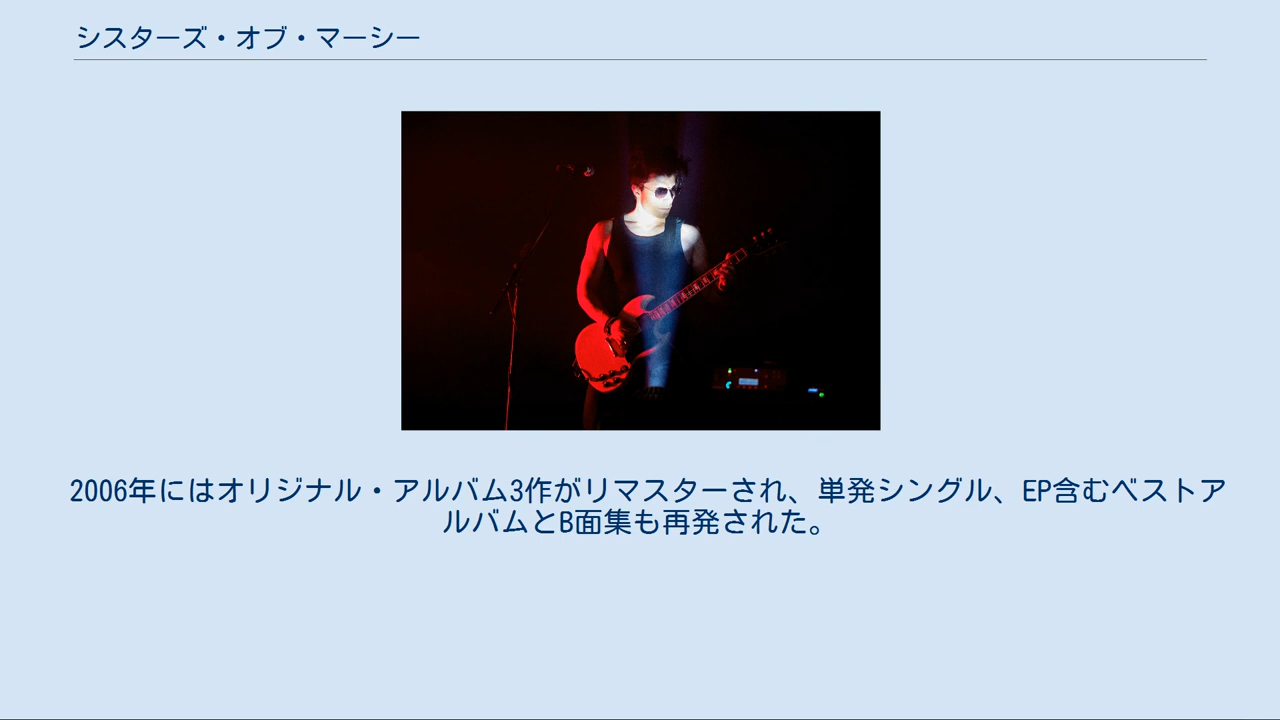 シスターズ・オブ・マーシー
2006年にはオリジナル・アルバム3作がリマスターされ、単発シングル、EP含むベストア
ルバムとB面集も再発された。